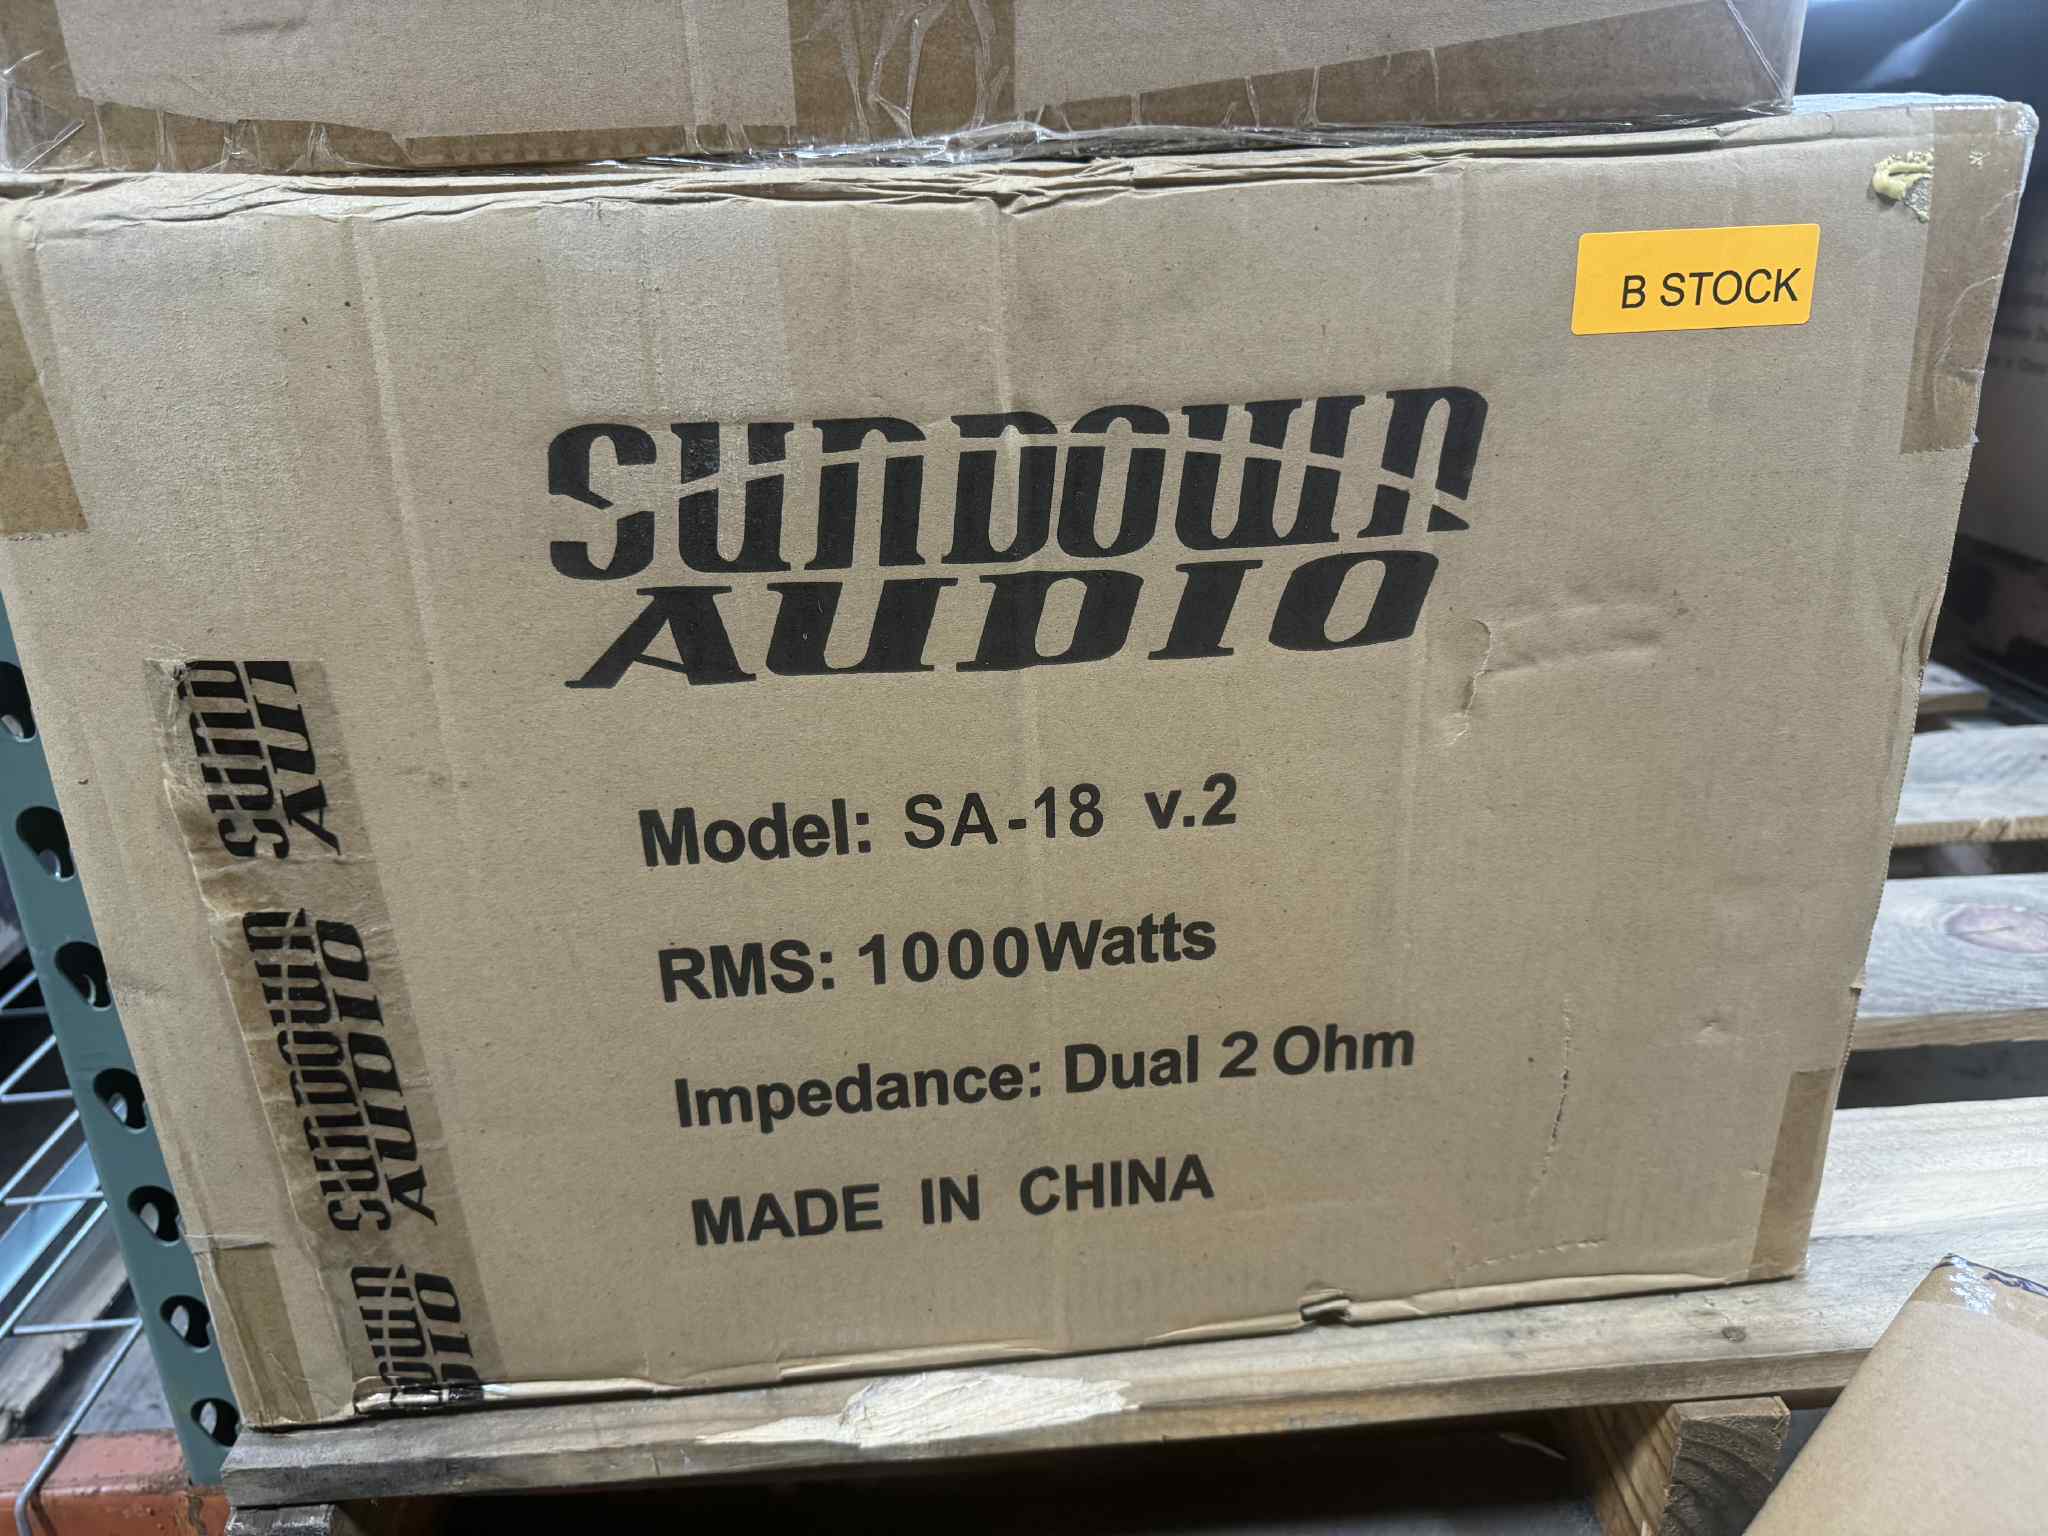 B STOCK
SUNDOWN
AUDIO
Model: SA-18 v.2
RMS: 1000Watts
Impedance: Dual 2 Ohm
MADE IN CHINA
SUNDOWN
AUDIO